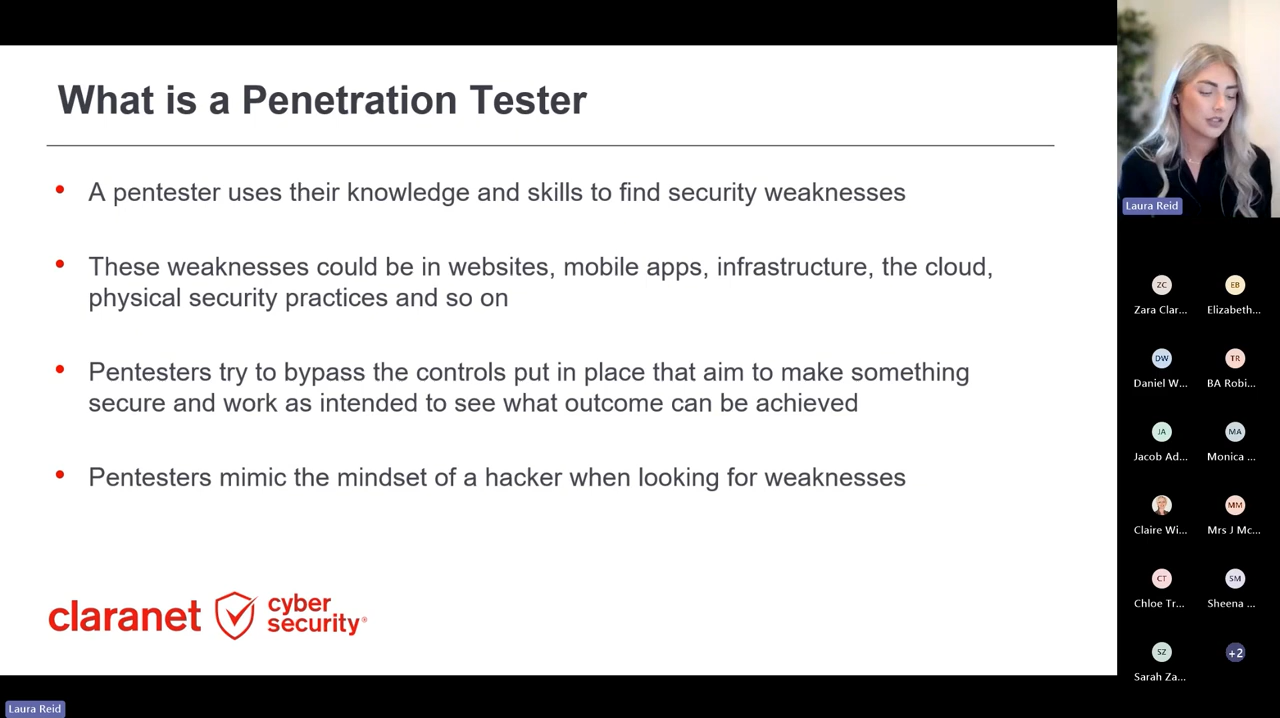 What is a Penetration Tester
• A pentester uses their knowledge and skills to find security weaknesses
• These weaknesses could be in websites, mobile apps, infrastructure, the cloud,
physical security practices and so on
• Pentesters try to bypass the controls put in place that aim to make something
secure and work as intended to see what outcome can be achieved
• Pentesters mimic the mindset of a hacker when looking for weaknesses
claranet cyber
security®
Laura Reid
ZC EB
Zara Clar... Elizabeth...
DW TR
Daniel W... BA Robi...
JA MA
Jacob Ad... Monica ...
MM
Claire Wi... Mrs J Mc...
CT SM
Chloe Tr... Sheena ...
SZ +2
Sarah Za...
Laura Reid